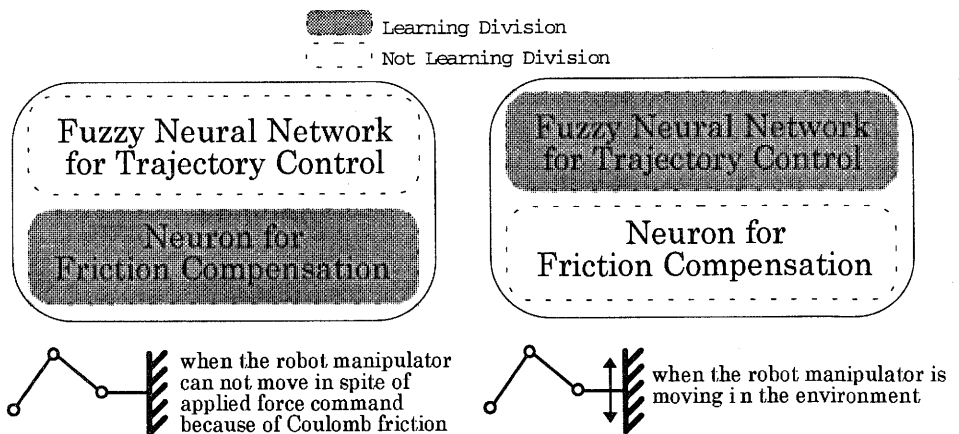 Learning Division
Not Learning Division
Fuzzy Neural Network
for Trajectory Control
Neuron for
Friction Compensation
when the robot manipulator
can not move in spite of
applied force command
because of Coulomb friction
Fuzzy Neural Network
for Trajectory Control
Neuron for
Friction Compensation
when the robot manipulator is
moving in the environment